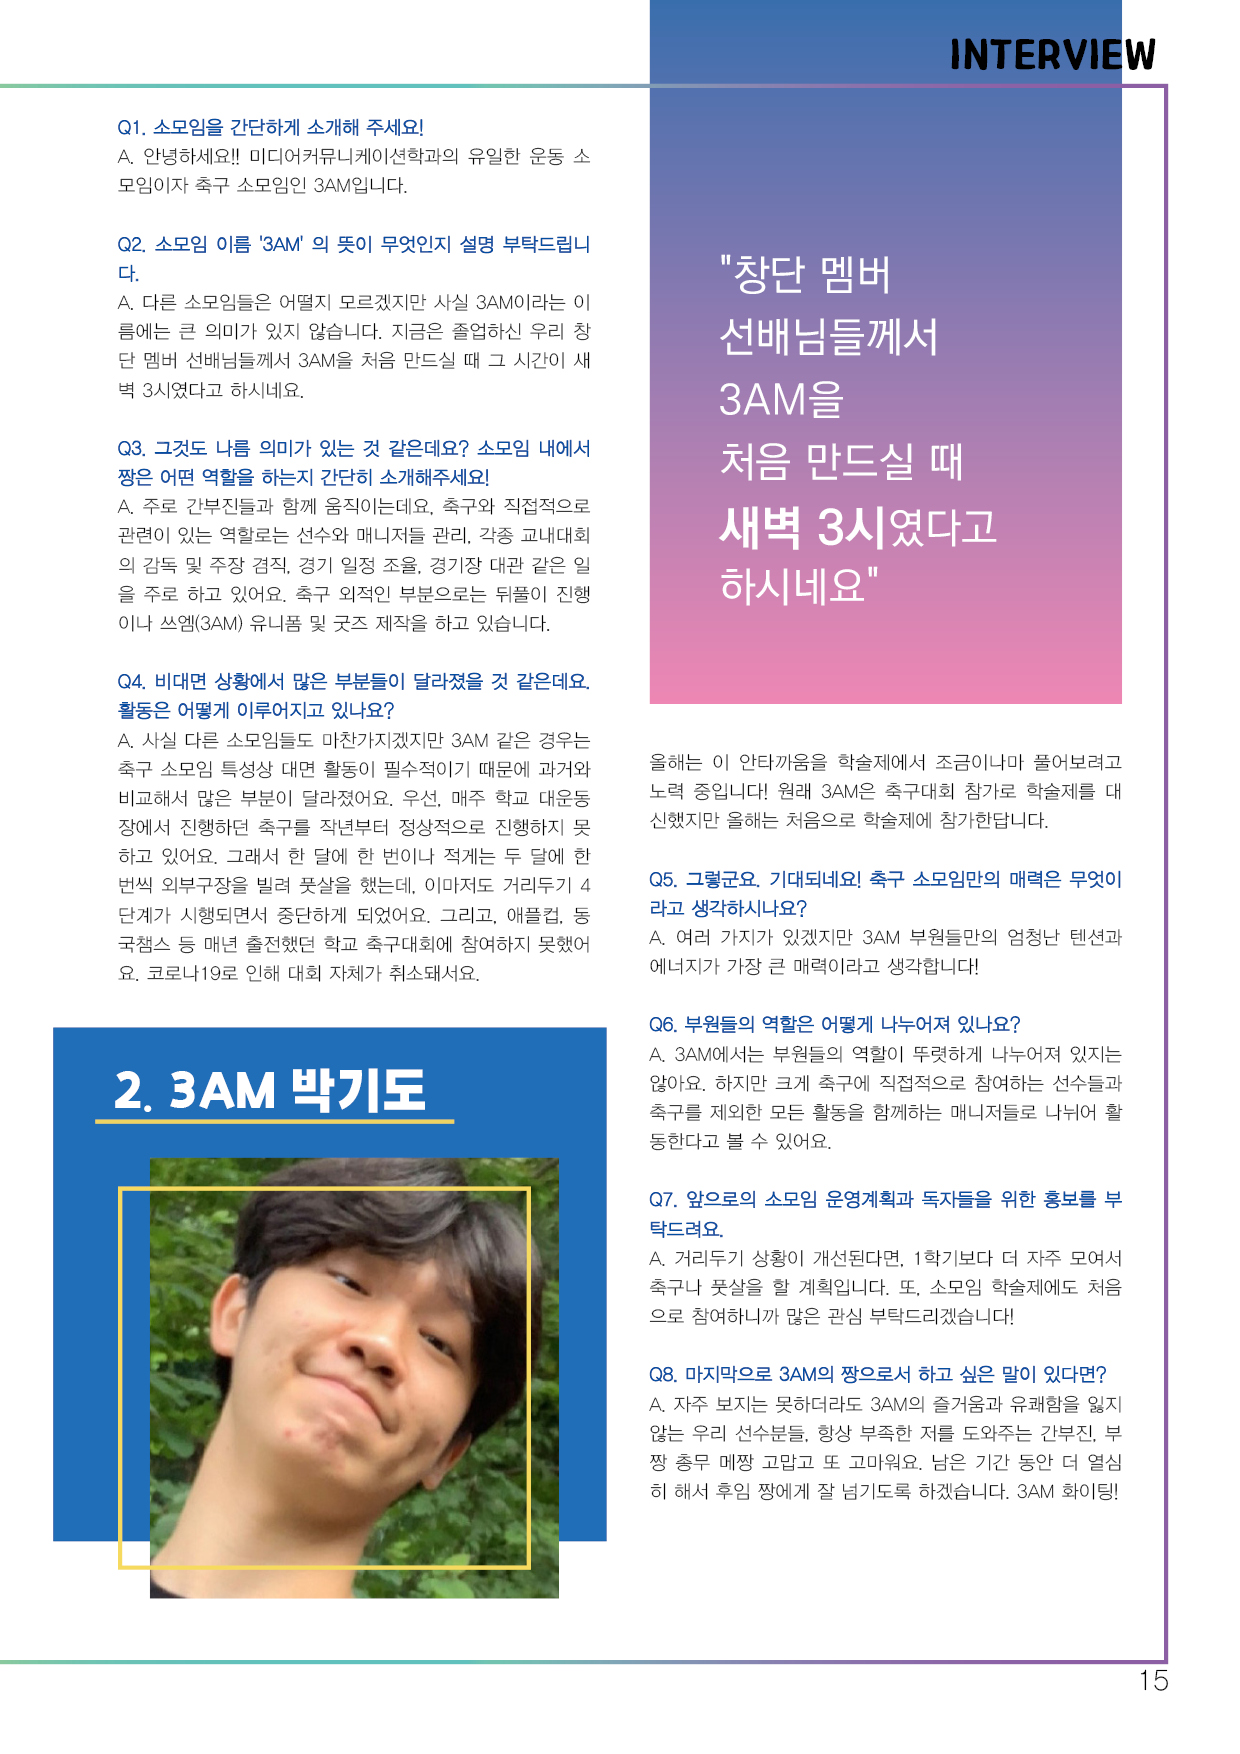 INTERVIEW
Q1. 소모임을 간단하게 소개해 주세요!
A. 안녕하세요!! 미디어커뮤니케이션학과의 유일한 운동 소
모임이자 축구 소모임인 3AM입니다.
Q2. 소모임 이름 '3AM' 의 뜻이 무엇인지 설명 부탁드립니
다.
A. 다른 소모임들은 어떨지 모르겠지만 사실 3AM이라는 이
름에는 큰 의미가 있지 않습니다. 지금은 졸업하신 우리 창
단 멤버 선배님들께서 3AM을 처음 만드실 때 그 시간이 새
벽 3시였다고 하시네요.
Q3. 그것도 나름 의미가 있는 것 같은데요? 소모임 내에서
짱은 어떤 역할을 하는지 간단히 소개해주세요!
A. 주로 간부진들과 함께 움직이는데요, 축구와 직접적으로
관련이 있는 역할로는 선수와 매니저들 관리, 각종 교내대회
의 감독 및 주장 겸직, 경기 일정 조율, 경기장 대관 같은 일
을 주로 하고 있어요. 축구 외적인 부분으로는 뒤풀이 진행
이나 쓰엠(3AM) 유니폼 및 굿즈 제작을 하고 있습니다.
Q4. 비대면 상황에서 많은 부분들이 달라졌을 것 같은데요.
활동은 어떻게 이루어지고 있나요?
A. 사실 다른 소모임들도 마찬가지겠지만 3AM 같은 경우는
축구 소모임 특성상 대면 활동이 필수적이기 때문에 과거와
비교해서 많은 부분이 달라졌어요. 우선, 매주 학교 대운동
장에서 진행하던 축구를 작년부터 정상적으로 진행하지 못
하고 있어요. 그래서 한 달에 한 번이나 적게는 두 달에 한
번씩 외부구장을 빌려 풋살을 했는데, 이마저도 거리두기 4
단계가 시행되면서 중단하게 되었어요. 그리고, 애플컵, 동
국챔스 등 매년 출전했던 학교 축구대회에 참여하지 못했어
요. 코로나19로 인해 대회 자체가 취소돼서요.
2. 3AM 박기도
"창단 멤버
선배님들께서
3AM을
처음 만드실 때
새벽 3시였다고
하시네요"
올해는 이 안타까움을 학술제에서 조금이나마 풀어보려고
노력 중입니다! 원래 3AM은 축구대회 참가로 학술제를 대
신했지만 올해는 처음으로 학술제에 참가한답니다.
Q5. 그렇군요. 기대되네요! 축구 소모임만의 매력은 무엇이
라고 생각하시나요?
A. 여러 가지가 있겠지만 3AM 부원들만의 엄청난 텐션과
에너지가 가장 큰 매력이라고 생각합니다!
Q6. 부원들의 역할은 어떻게 나누어져 있나요?
A. 3AM에서는 부원들의 역할이 뚜렷하게 나누어져 있지는
않아요. 하지만 크게 축구에 직접적으로 참여하는 선수들과
축구를 제외한 모든 활동을 함께하는 매니저들로 나뉘어 활
동한다고 볼 수 있어요.
Q7. 앞으로의 소모임 운영계획과 독자들을 위한 홍보를 부
탁드려요.
A. 거리두기 상황이 개선된다면, 1학기보다 더 자주 모여서
축구나 풋살을 할 계획입니다. 또, 소모임 학술제에도 처음
으로 참여하니까 많은 관심 부탁드리겠습니다!
Q8. 마지막으로 3AM의 짱으로서 하고 싶은 말이 있다면?
A. 자주 보지는 못하더라도 3AM의 즐거움과 유쾌함을 잃지
않는 우리 선수분들, 항상 부족한 저를 도와주는 간부진, 부
짱 총무 메짱 고맙고 또 고마워요. 남은 기간 동안 더 열심
히 해서 후임 짱에게 잘 넘기도록 하겠습니다. 3AM 화이팅!
15